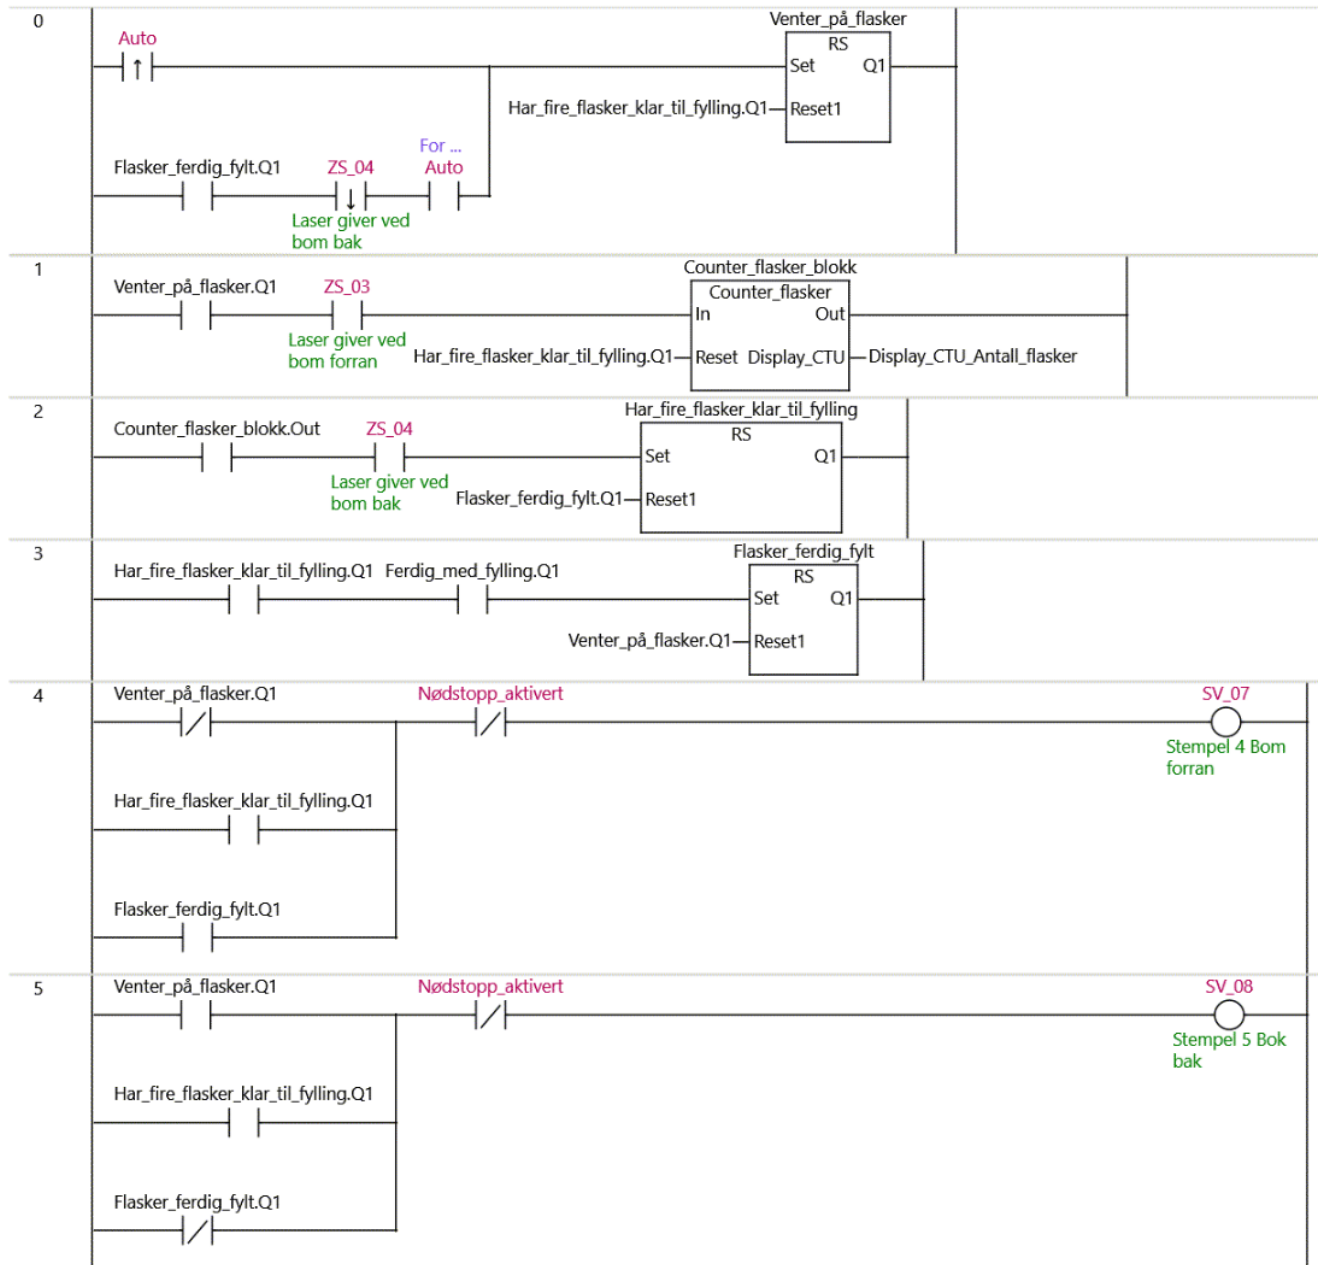 0
Auto
Venter_på_flasker
RS
Set Q1
Har_fire_flasker_klar_til_fylling.Q1 Reset1
For ...
Flasker_ferdig_fylt.Q1 ZS_04 Auto
Laser giver ved
bom bak
1
Counter_flasker_blokk
Venter_på_flasker.Q1 ZS_03 Counter_flasker
In Out
Laser giver ved
bom forran
Har_fire_flasker_klar_til_fylling.Q1 Reset Display_CTU Display_CTU_Antall_flasker
2
Har_fire_flasker_klar_til_fylling
Counter_flasker_blokk.Out ZS_04 RS
Set Q1
Laser giver ved
bom bak
Flasker_ferdig_fylt.Q1 Reset1
3
Flasker_ferdig_fylt
Har_fire_flasker_klar_til_fylling.Q1 Ferdig_med_fylling.Q1 RS
Set Q1
Venter_på_flasker.Q1 Reset1
4
Venter_på_flasker.Q1 Nødstopp_aktivert SV_07
Stempel 4 Bom
forran
Har_fire_flasker_klar_til_fylling.Q1
Flasker_ferdig_fylt.Q1
5
Venter_på_flasker.Q1 Nødstopp_aktivert SV_08
Stempel 5 Bok
bak
Har_fire_flasker_klar_til_fylling.Q1
Flasker_ferdig_fylt.Q1